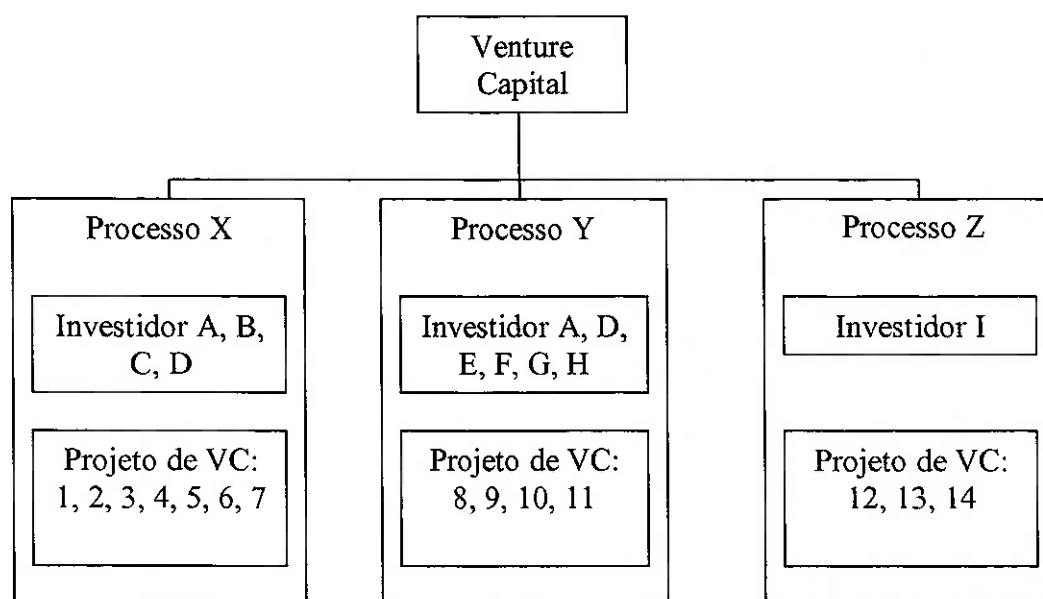 Venture
Capital
Processo X
Investidor A, B,
C, D
Projeto de VC:
1, 2, 3, 4, 5, 6, 7
Processo Y
Investidor A, D,
E, F, G, H
Projeto de VC:
8, 9, 10, 11
Processo Z
Investidor I
Projeto de VC:
12, 13, 14